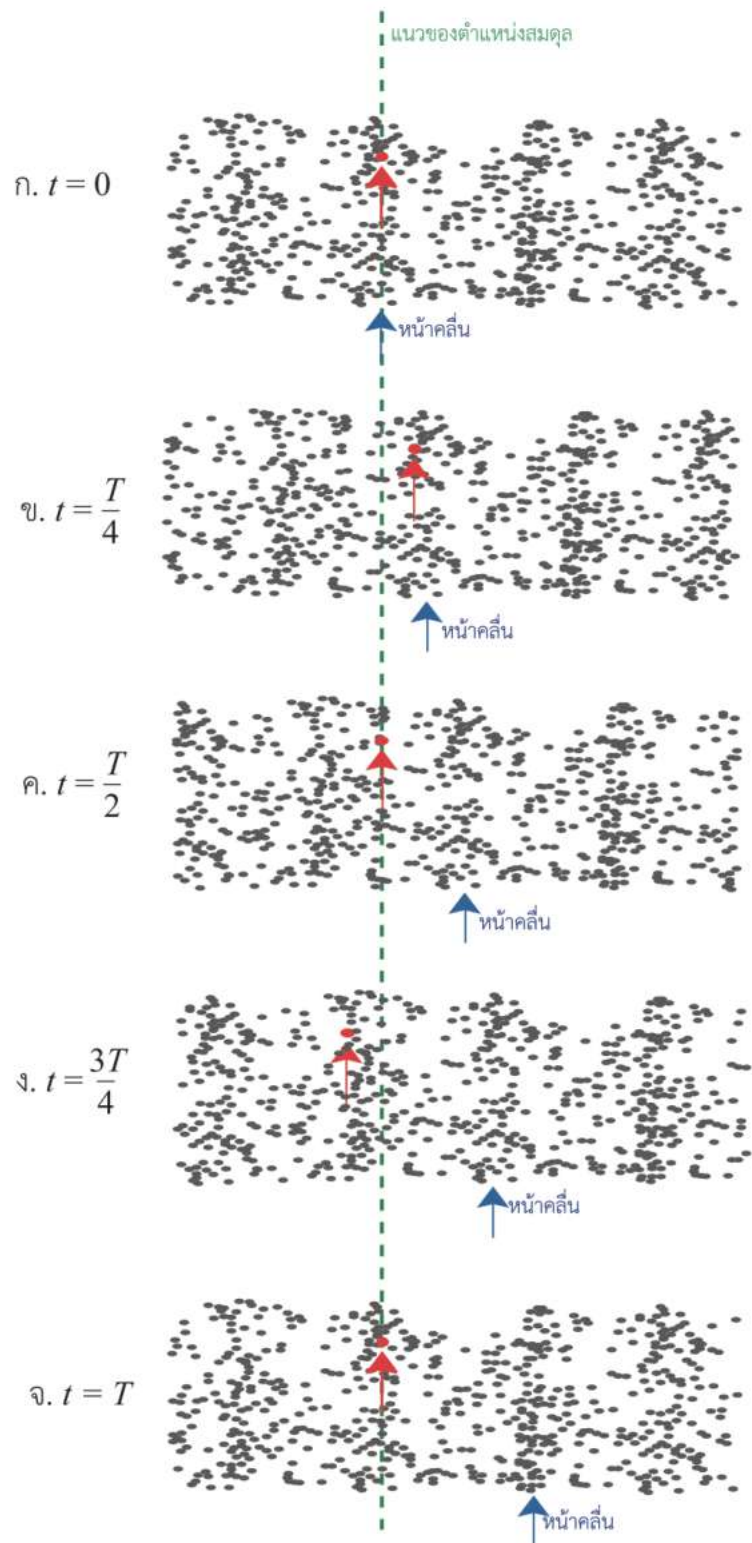 แนวของตำแหน่งสมดุล
ก. t = 0
หน้าคลื่น
ข. t = T/4
หน้าคลื่น
ค. t = T/2
หน้าคลื่น
ง. t = 3T/4
หน้าคลื่น
จ. t = T
หน้าคลื่น